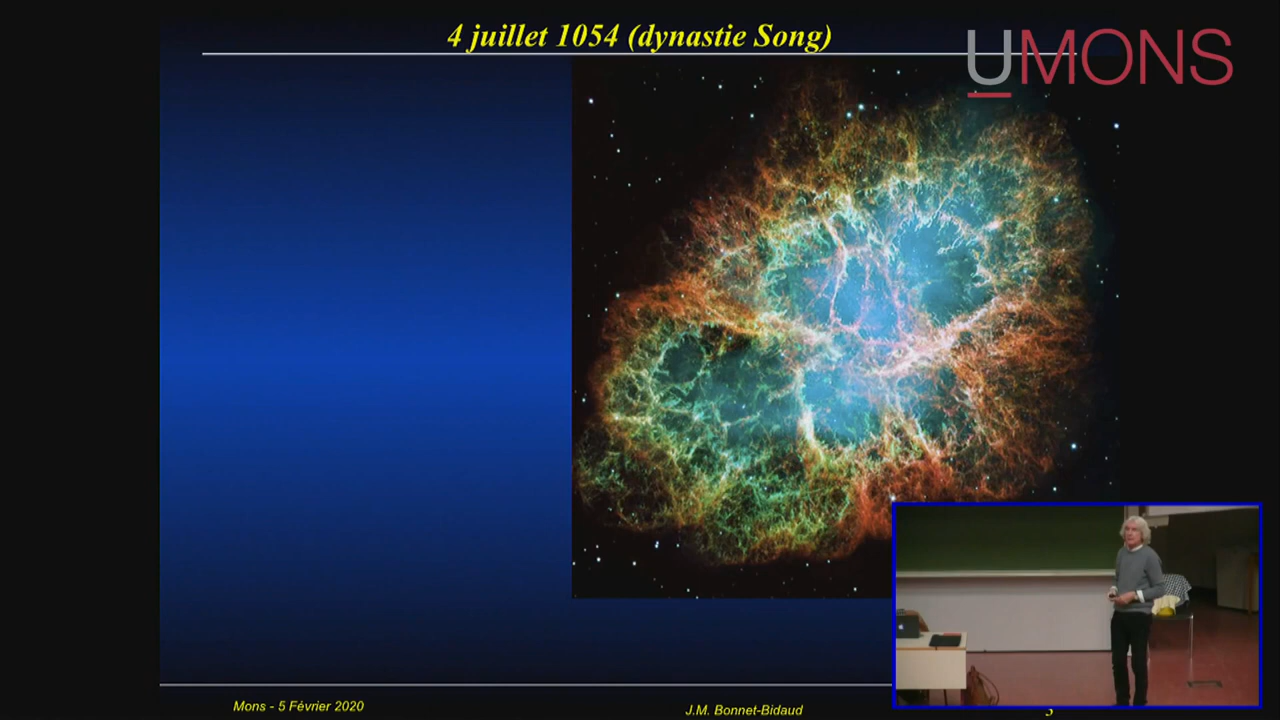 4 juillet 1054 (dynastie Song)
UMONS
Mons - 5 Février 2020
J.M. Bonnet-Bidaud